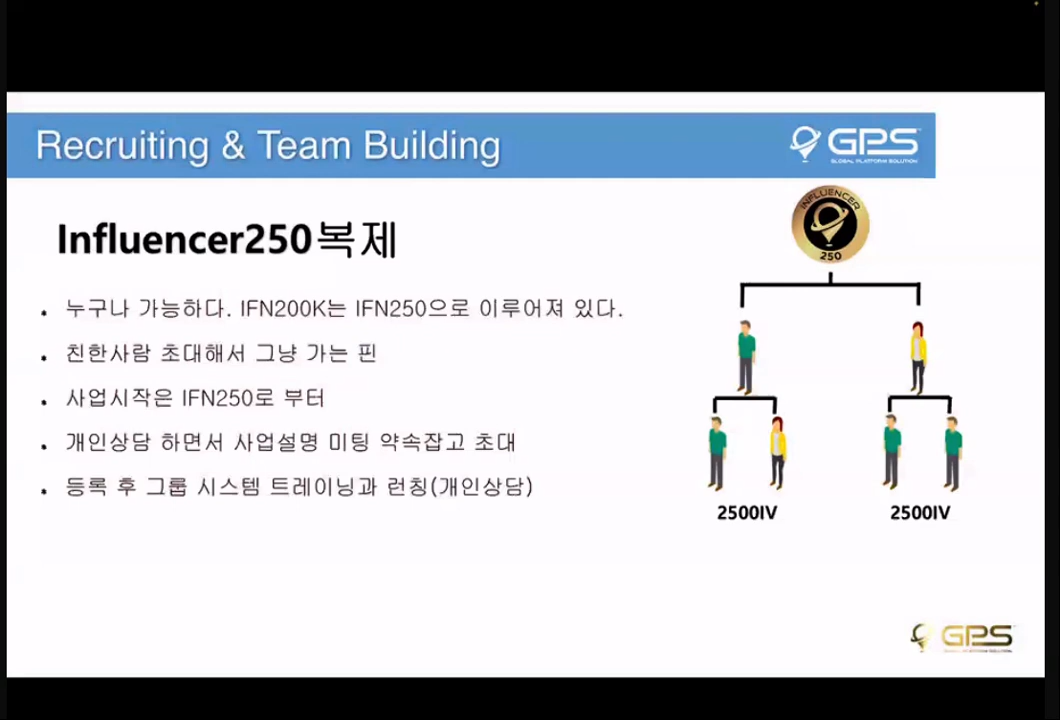 Recruiting & Team Building
GPS
GLOBAL PLATFORM SOLUTION
INFLUENCER
250
Influencer250복제
• 누구나 가능하다. IFN200K는 IFN250으로 이루어져 있다.
• 친한사람 초대해서 그냥 가는 핀
• 사업시작은 IFN250로 부터
• 개인상담 하면서 사업설명 미팅 약속잡고 초대
• 등록 후 그룹 시스템 트레이닝과 런칭(개인상담)
2500IV
2500IV
GPS